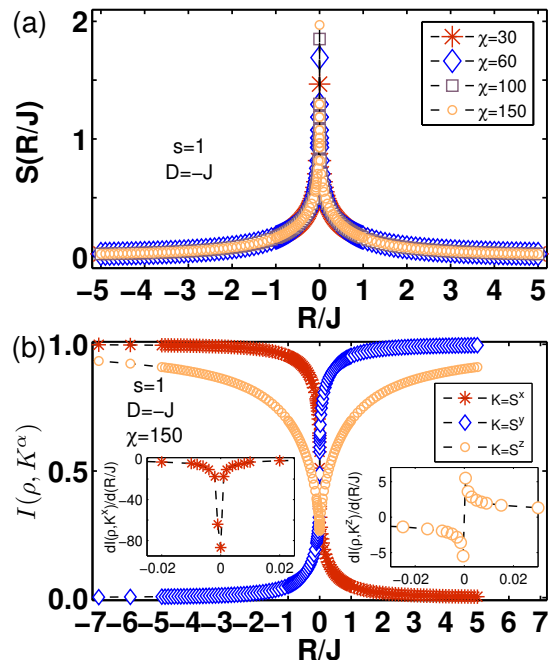 (a)
S(R/J)
2
1
0
s=1
D=−J
χ=30
χ=60
χ=100
χ=150
−5 −4 −3 −2 −1 0 1 2 3 4 5
R/J
(b)
I(ρ, K^α)
1.0
0.5
0.0
s=1
D=−J
χ=150
K=S^x
K=S^y
K=S^z
dI(ρ,K^x)/d(R/J)
0
−40
−80
−0.02 0 0.02
dI(ρ,K^z)/d(R/J)
5
0
−5
−0.02 0 0.02
−7 −6 −5 −4 −3 −2 −1 0 1 2 3 4 5 6 7
R/J